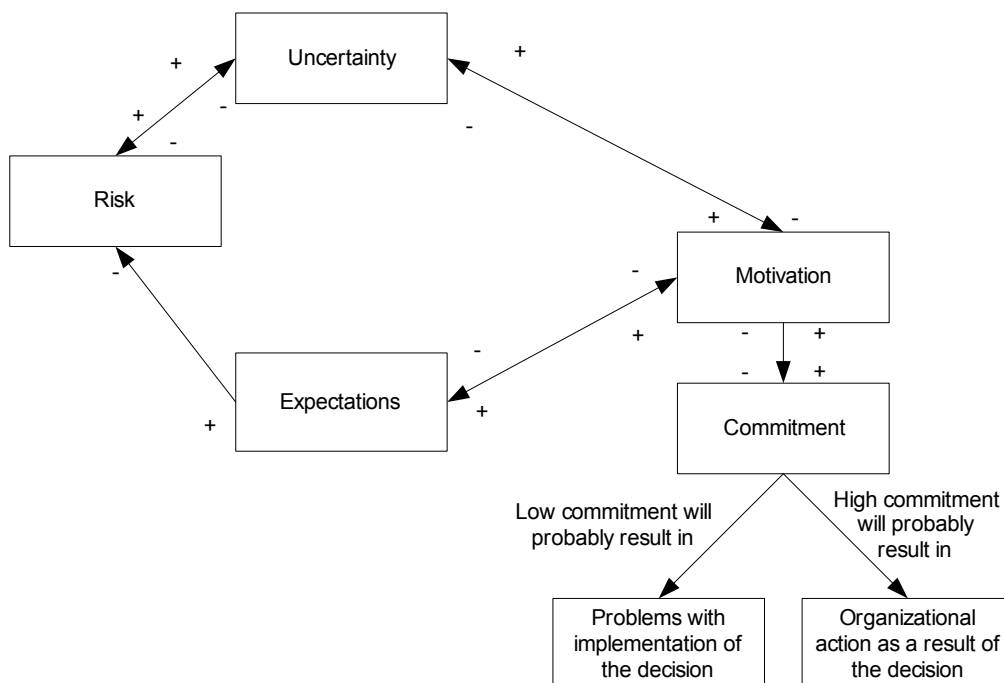 Uncertainty
+
+
+
-
-
+
-
Risk
-
+
-
Motivation
-
+
-
+
Expectations
+
+
-
+
-
+
Commitment
Low commitment will
probably result in
High commitment
will probably
result in
Problems with
implementation of
the decision
Organizational
action as a result of
the decision